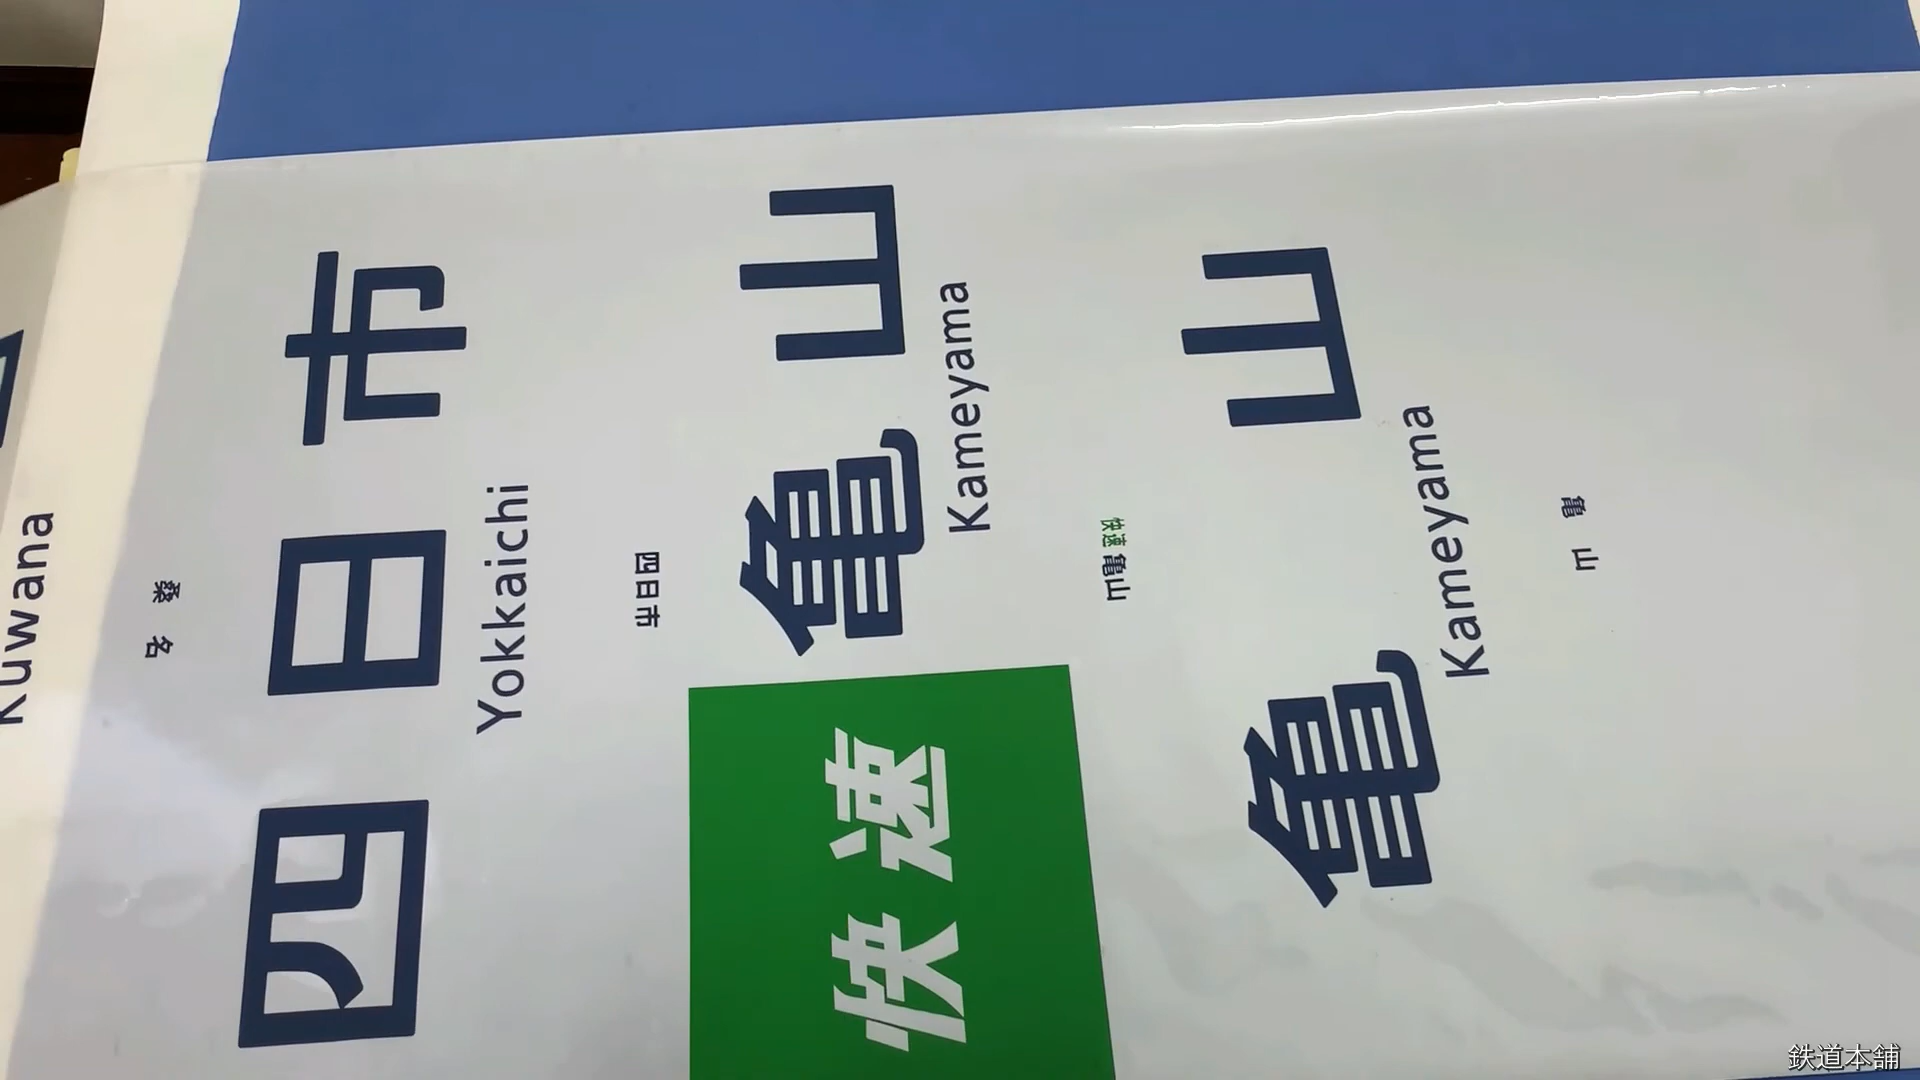 Kuwana
桑名
四日市
Yokkaichi
四日市
快速
亀山
Kameyama
快速 亀山
亀山
Kameyama
亀山
鉄道本舗